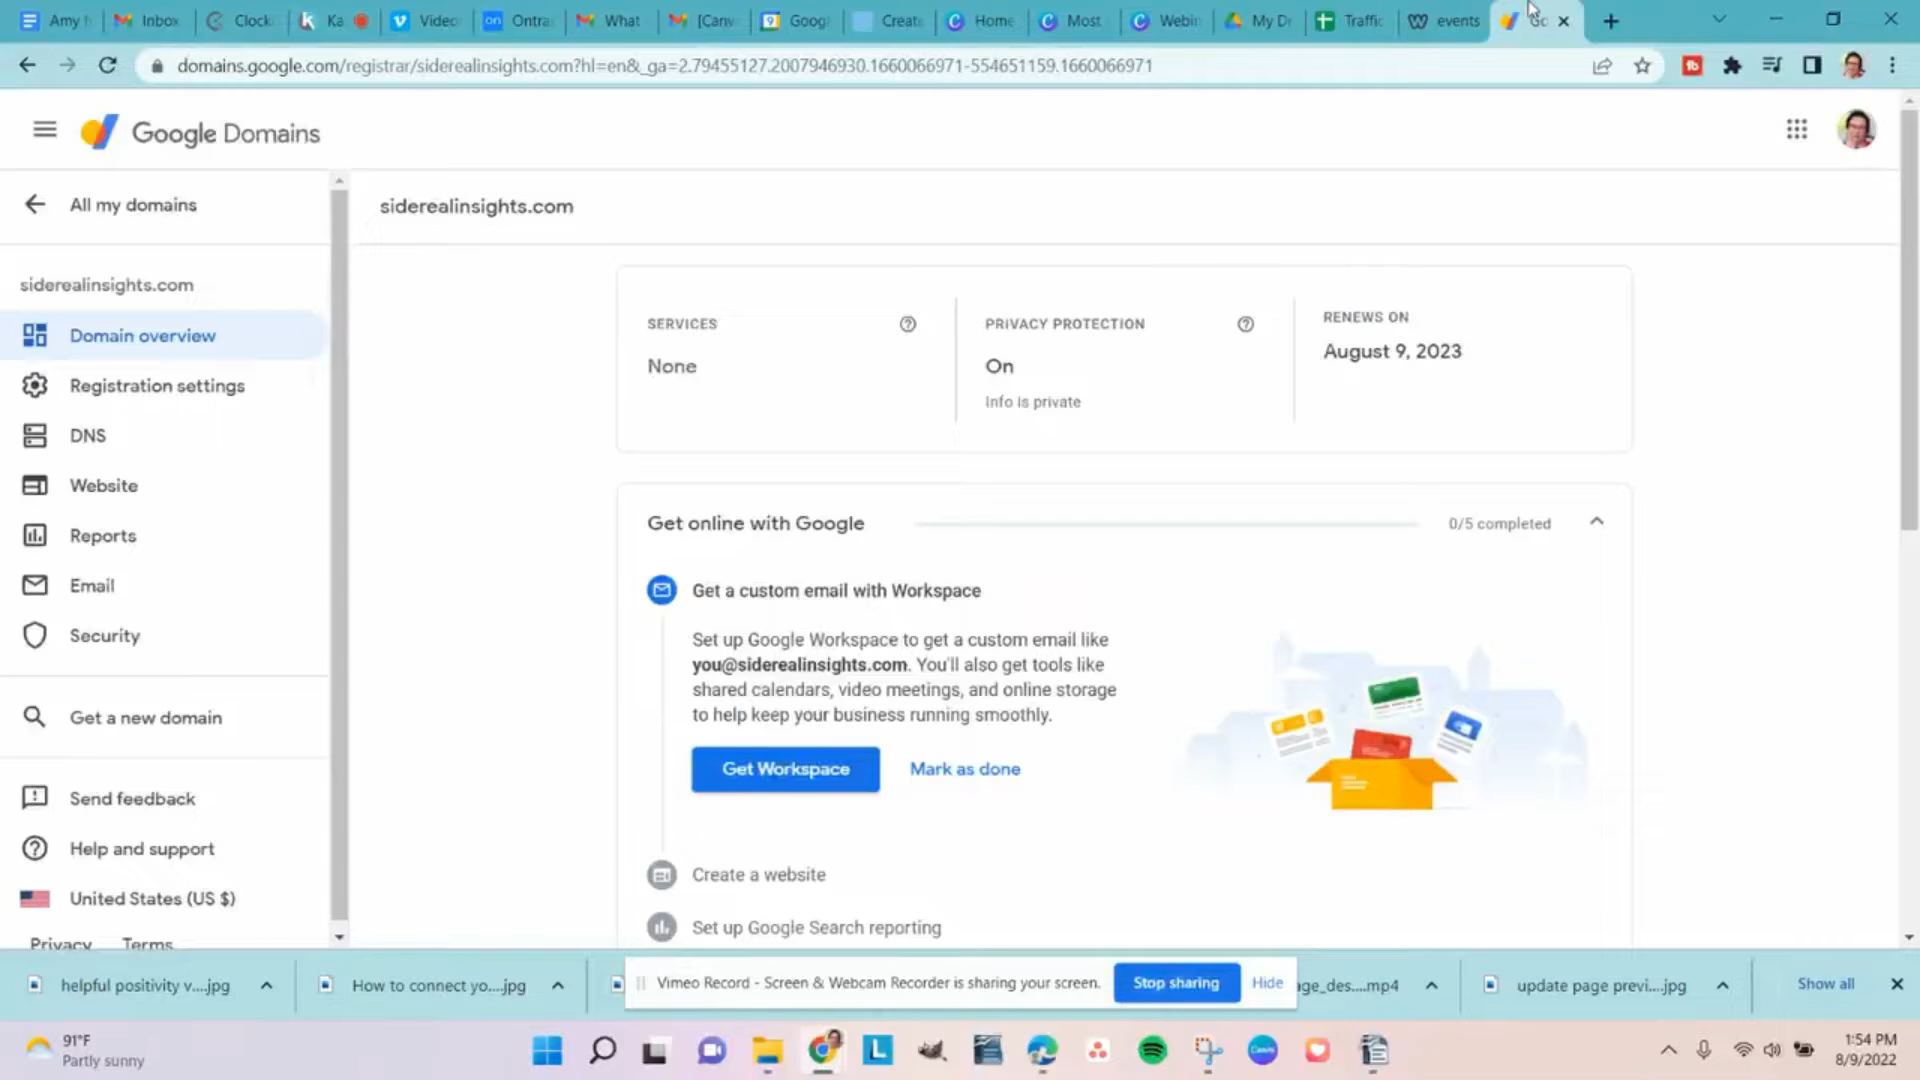 Amy
Inbox
Clock
Ka
Video
Ontra
What
[Canv
Goog
Create
Home
Most
Webin
My Dr
Traffic
events
domains.google.com/registrar/siderealinsights.com?hl=en&_ga=2.79455127.2007946930.1660066971-554651159.1660066971
Google Domains
All my domains
siderealinsights.com
siderealinsights.com
Domain overview
Registration settings
DNS
Website
Reports
Email
Security
Get a new domain
Send feedback
Help and support
United States (US $)
Privacy Terms
SERVICES
None
PRIVACY PROTECTION
On
Info is private
RENEWS ON
August 9, 2023
Get online with Google
0/5 completed
Get a custom email with Workspace
Set up Google Workspace to get a custom email like
you@siderealinsights.com. You'll also get tools like
shared calendars, video meetings, and online storage
to help keep your business running smoothly.
Get Workspace
Mark as done
Create a website
Set up Google Search reporting
helpful positivity v....jpg
How to connect yo....jpg
Vimeo Record - Screen & Webcam Recorder is sharing your screen.
Stop sharing
Hide
age_des....mp4
update page previ....jpg
Show all
91°F
Partly sunny
1:54 PM
8/9/2022